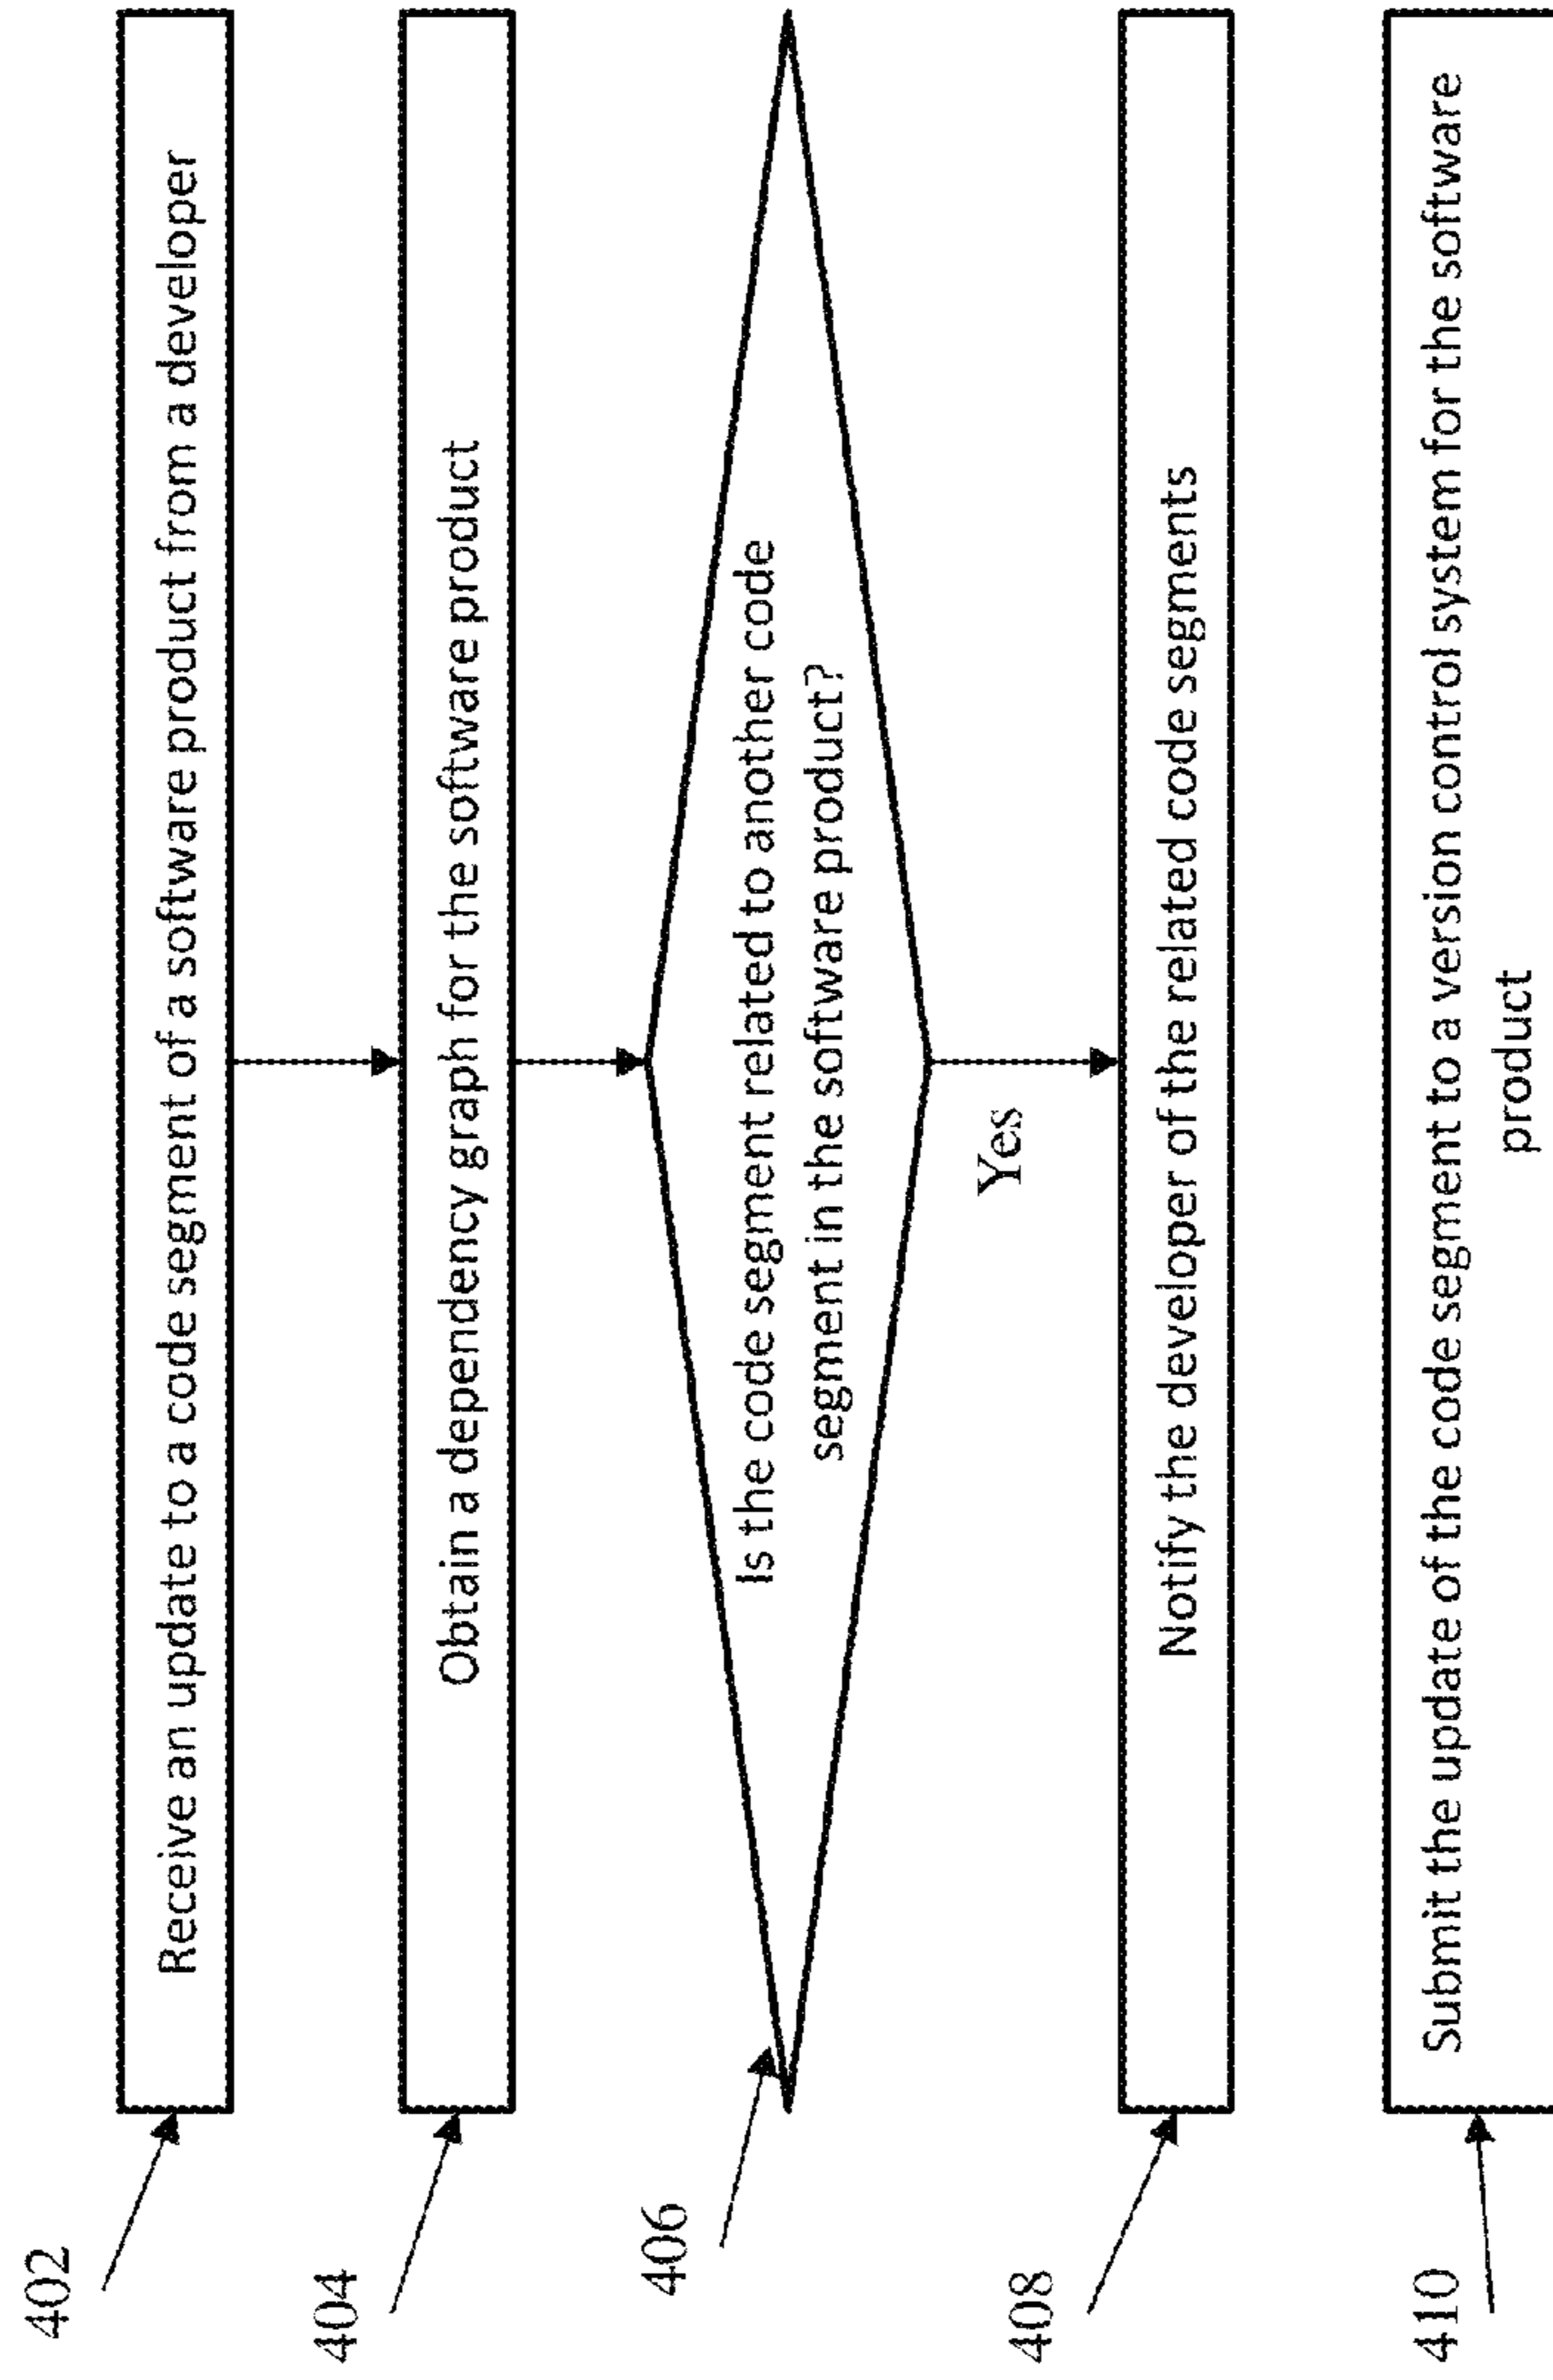 402
Receive an update to a code segment of a software product from a developer
404
Obtain a dependency graph for the software product
406
Is the code segment related to another code
segment in the software product?
Yes
408
Notify the developer of the related code segments
410
Submit the update of the code segment to a version control system for the software
product